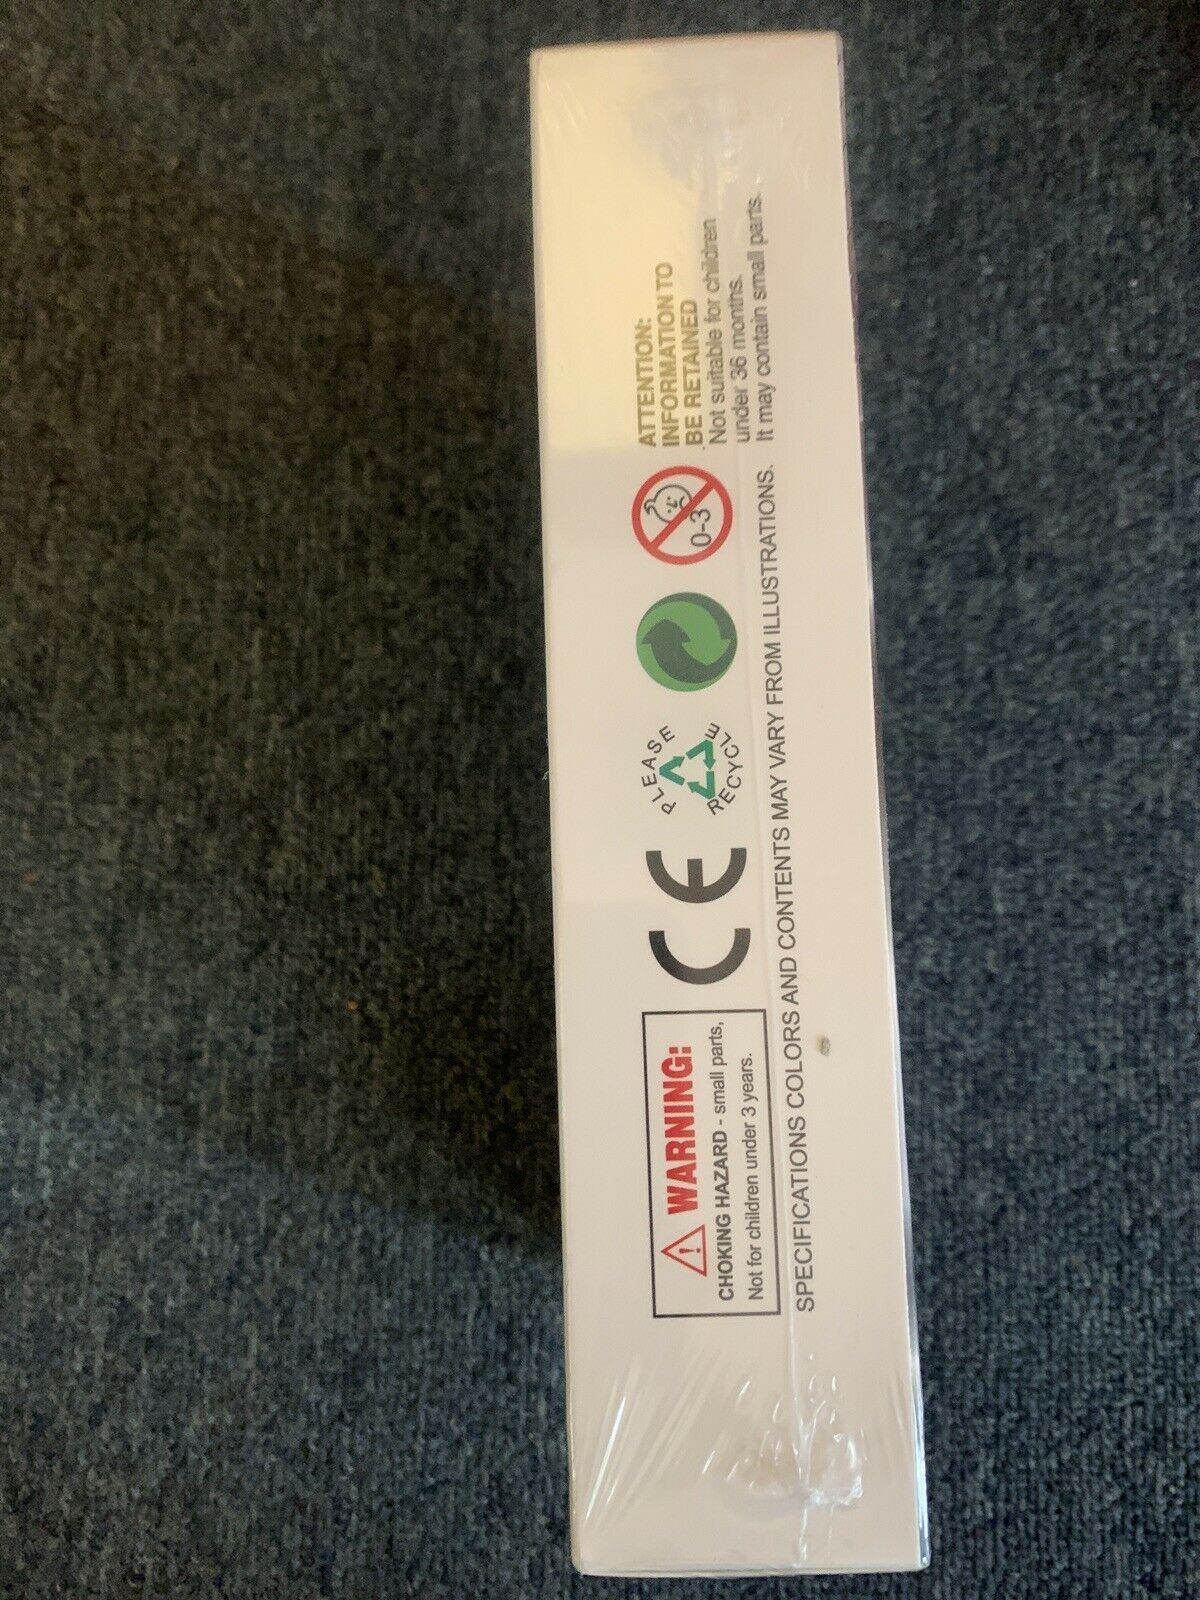 ⚠ WARNING:
CHOKING HAZARD - small parts,
Not for children under 3 years.
CE
PLEASE
RECYCLE
0-3
ATTENTION:
INFORMATION TO
BE RETAINED
Not suitable for children
under 36 months.
It may contain small parts.
SPECIFICATIONS COLORS AND CONTENTS MAY VARY FROM ILLUSTRATIONS.